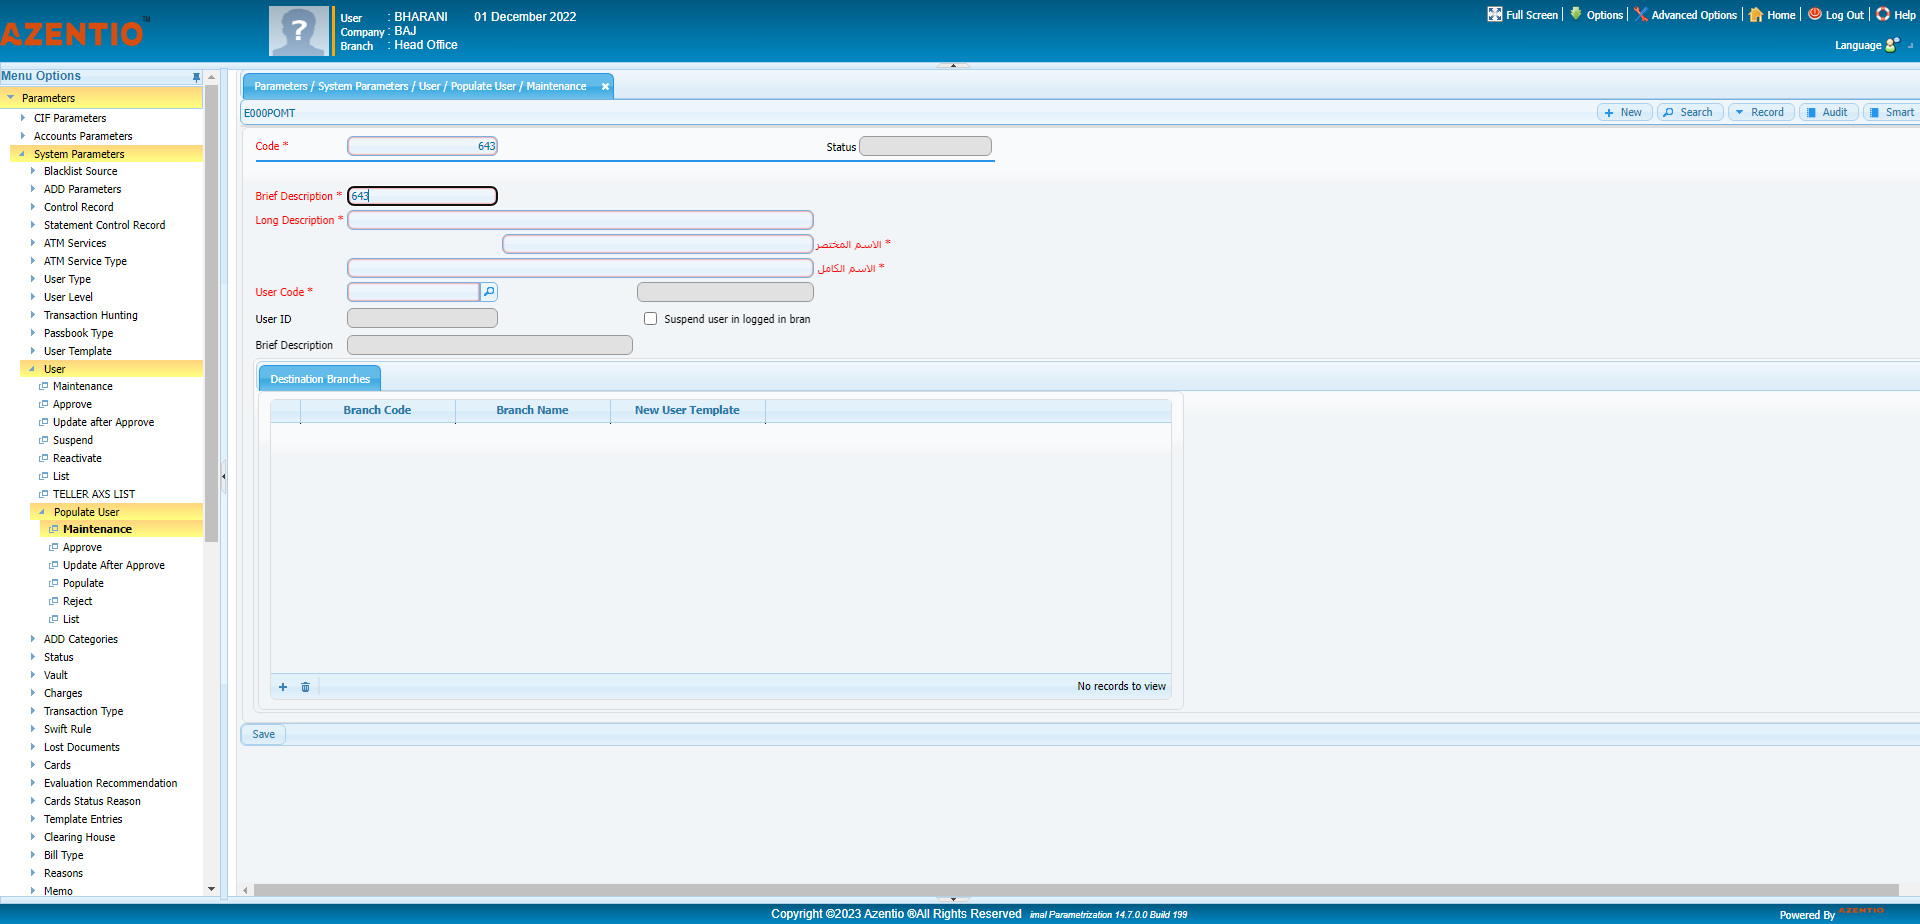 AZENTIO TM
User : BHARANI 01 December 2022
Company : BAJ
Branch : Head Office
Full Screen Options Advanced Options Home Log Out Help
Language
Menu Options
Parameters
CIF Parameters
Accounts Parameters
System Parameters
Blacklist Source
ADD Parameters
Control Record
Statement Control Record
ATM Services
ATM Service Type
User Type
User Level
Transaction Hunting
Passbook Type
User Template
User
Maintenance
Approve
Update after Approve
Suspend
Reactivate
List
TELLER AXS LIST
Populate User
Maintenance
Approve
Update After Approve
Populate
Reject
List
ADD Categories
Status
Vault
Charges
Transaction Type
Swift Rule
Lost Documents
Cards
Evaluation Recommendation
Cards Status Reason
Template Entries
Clearing House
Bill Type
Reasons
Memo
Parameters / System Parameters / User / Populate User / Maintenance
E000POMT
New Search Record Audit Smart
Code * 643 Status
Brief Description * 643
Long Description *
الاسم المختصر *
الاسم الكامل *
User Code *
User ID Suspend user in logged in bran
Brief Description
Destination Branches
Branch Code Branch Name New User Template
No records to view
Save
Copyright ©2023 Azentio ®All Rights Reserved imal Parametrization 14.7.0.0 Build 199
Powered By AZENTIO